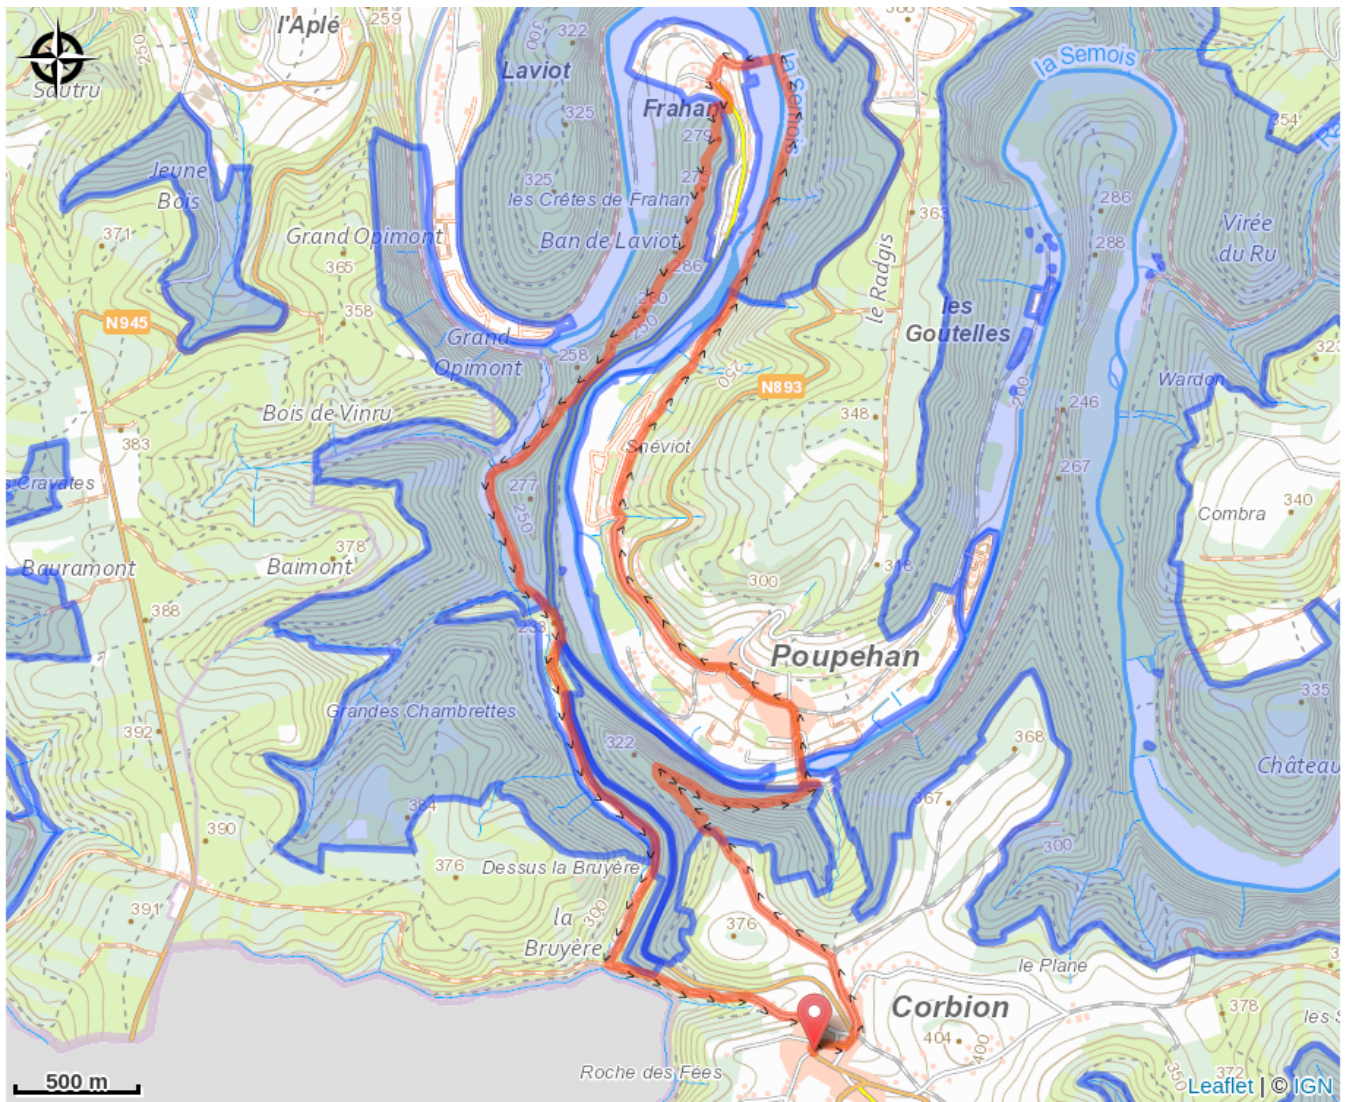 l'Aplé
259
386
300
322
250
la Semois
Sautru
Laviot
la Semois
Frahan
325
279
354
Jeune
Bois
325
275
286
les Crêtes de Frahan
363
Virée
du Ru
371
Grand Opimont
Ban de Laviot
288
365
286
le Radgis
358
280
les
Goutelles
N945
250
Grand
Opimont
258
323
250
N893
Wardon
200
246
Bois de Vinru
348
383
Snéviot
267
s Cravates
277
340
250
Combra
378
Bauramont
Baimont
318
300
388
233
Poupehan
335
Grandes Chambrettes
392
322
368
Château
384
367
390
300
376
Dessus la Bruyère
391
la
Bruyère
300
376
le Plane
Corbion
378
les S
404
400
Roche des Fées
350
372
500 m
Leaflet | © IGN